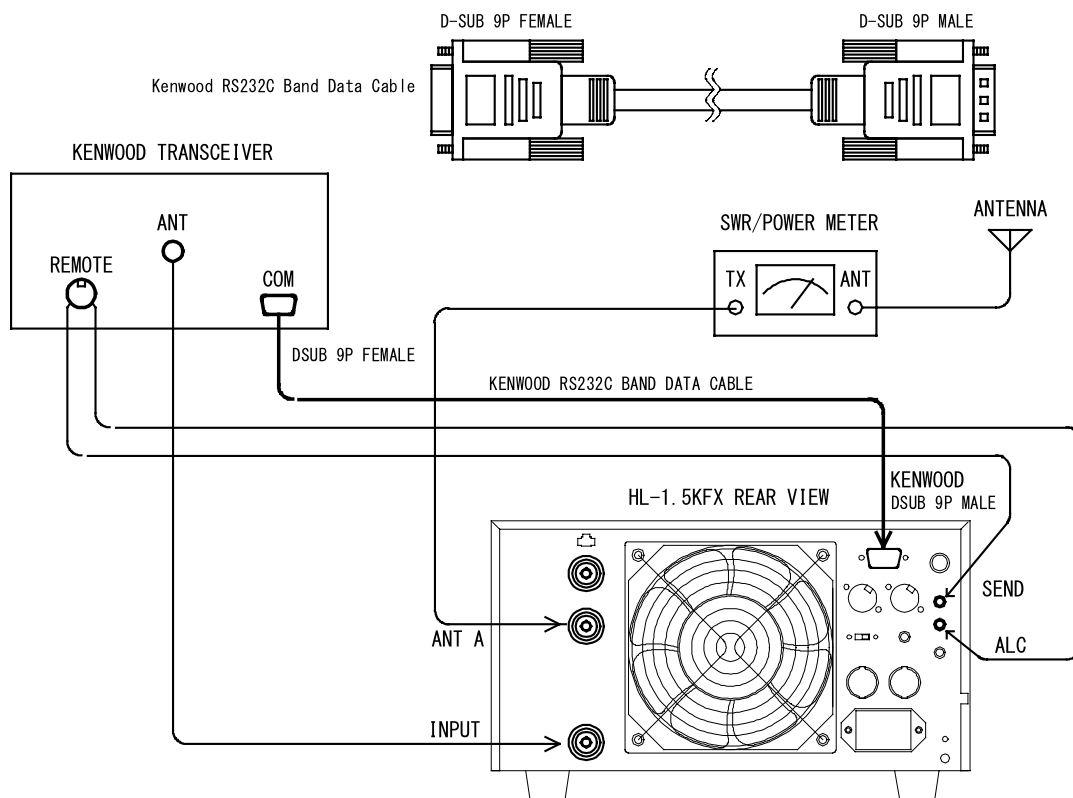 D-SUB 9P FEMALE
D-SUB 9P MALE
Kenwood RS232C Band Data Cable
KENWOOD TRANSCEIVER
ANT
REMOTE
COM
SWR/POWER METER
ANTENNA
TX
ANT
DSUB 9P FEMALE
KENWOOD RS232C BAND DATA CABLE
KENWOOD
DSUB 9P MALE
HL-1.5KFX REAR VIEW
SEND
ANT A
ALC
INPUT